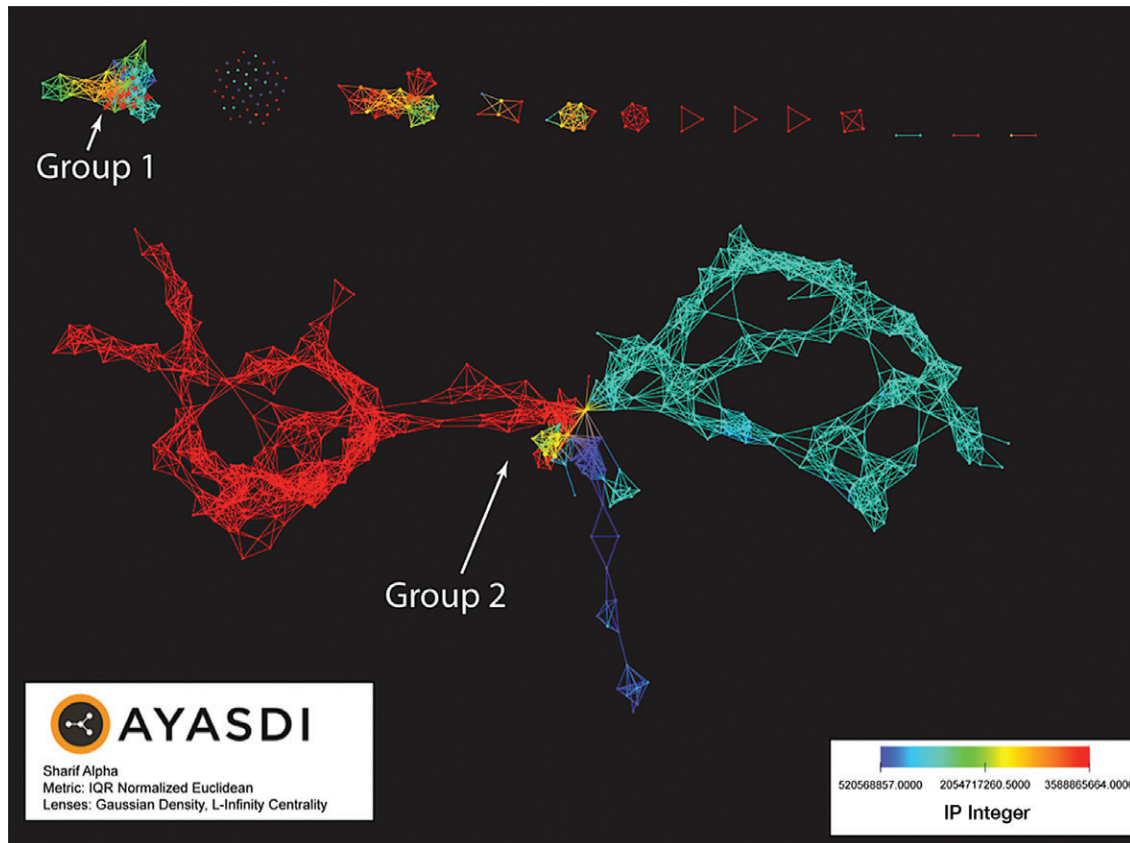 Group 1
Group 2
AYASDI
Sharif Alpha
Metric: IQR Normalized Euclidean
Lenses: Gaussian Density, L-Infinity Centrality
520568857.0000 2054717260.5000 3588865664.0000
IP Integer